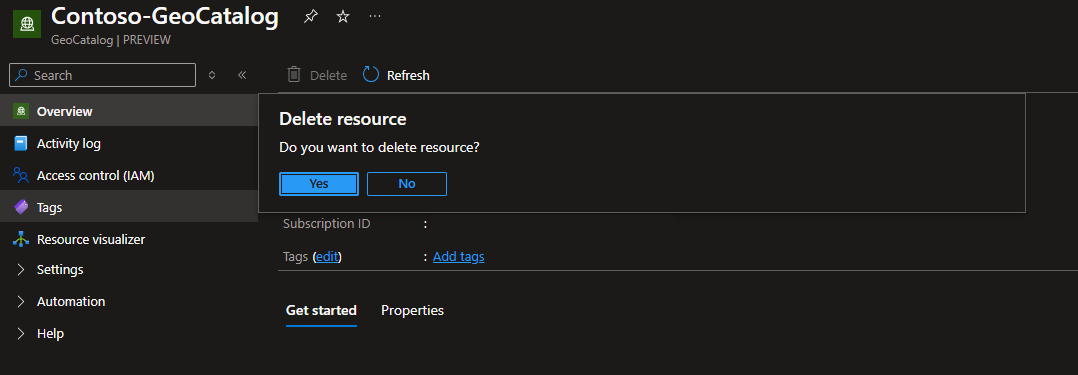 Contoso-GeoCatalog
GeoCatalog | PREVIEW
Search
Delete Refresh
Overview
Activity log
Access control (IAM)
Tags
Resource visualizer
Settings
Automation
Help
Delete resource
Do you want to delete resource?
Yes No
Subscription ID :
Tags (edit) : Add tags
Get started Properties